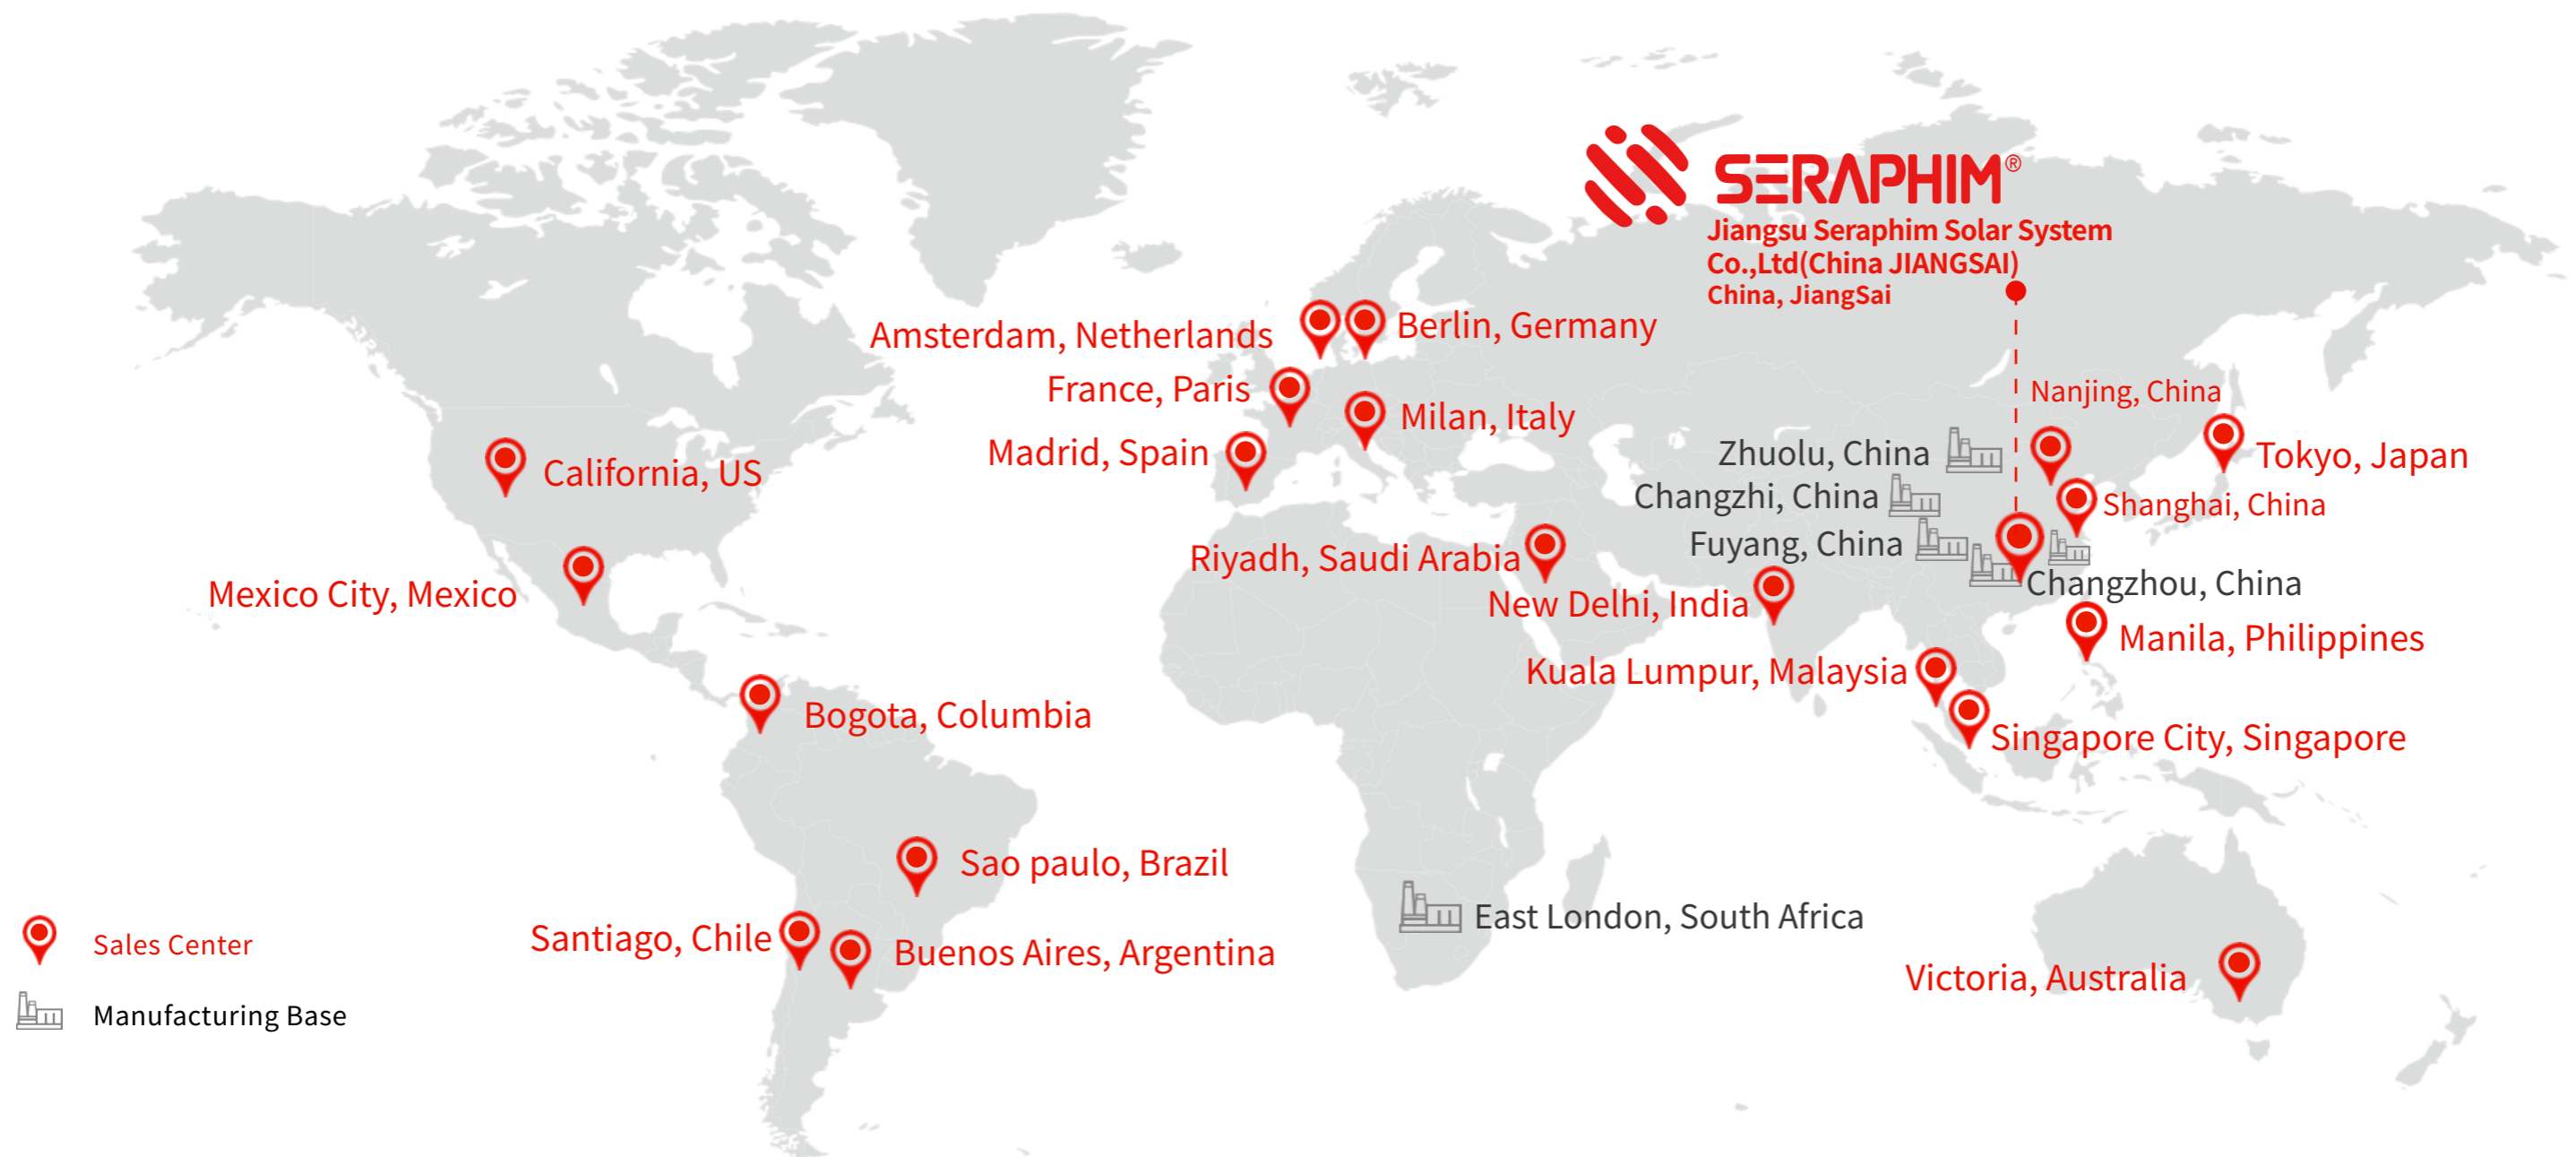 SERAPHIM®
Jiangsu Seraphim Solar System
Co.,Ltd(China JIANGSAI)
China, JiangSai
Amsterdam, Netherlands
Berlin, Germany
France, Paris
Nanjing, China
Milan, Italy
Madrid, Spain
Zhuolu, China
Tokyo, Japan
California, US
Changzhi, China
Shanghai, China
Fuyang, China
Riyadh, Saudi Arabia
Changzhou, China
Mexico City, Mexico
New Delhi, India
Manila, Philippines
Kuala Lumpur, Malaysia
Bogota, Columbia
Singapore City, Singapore
Sao paulo, Brazil
East London, South Africa
Santiago, Chile
Buenos Aires, Argentina
Victoria, Australia
Sales Center
Manufacturing Base